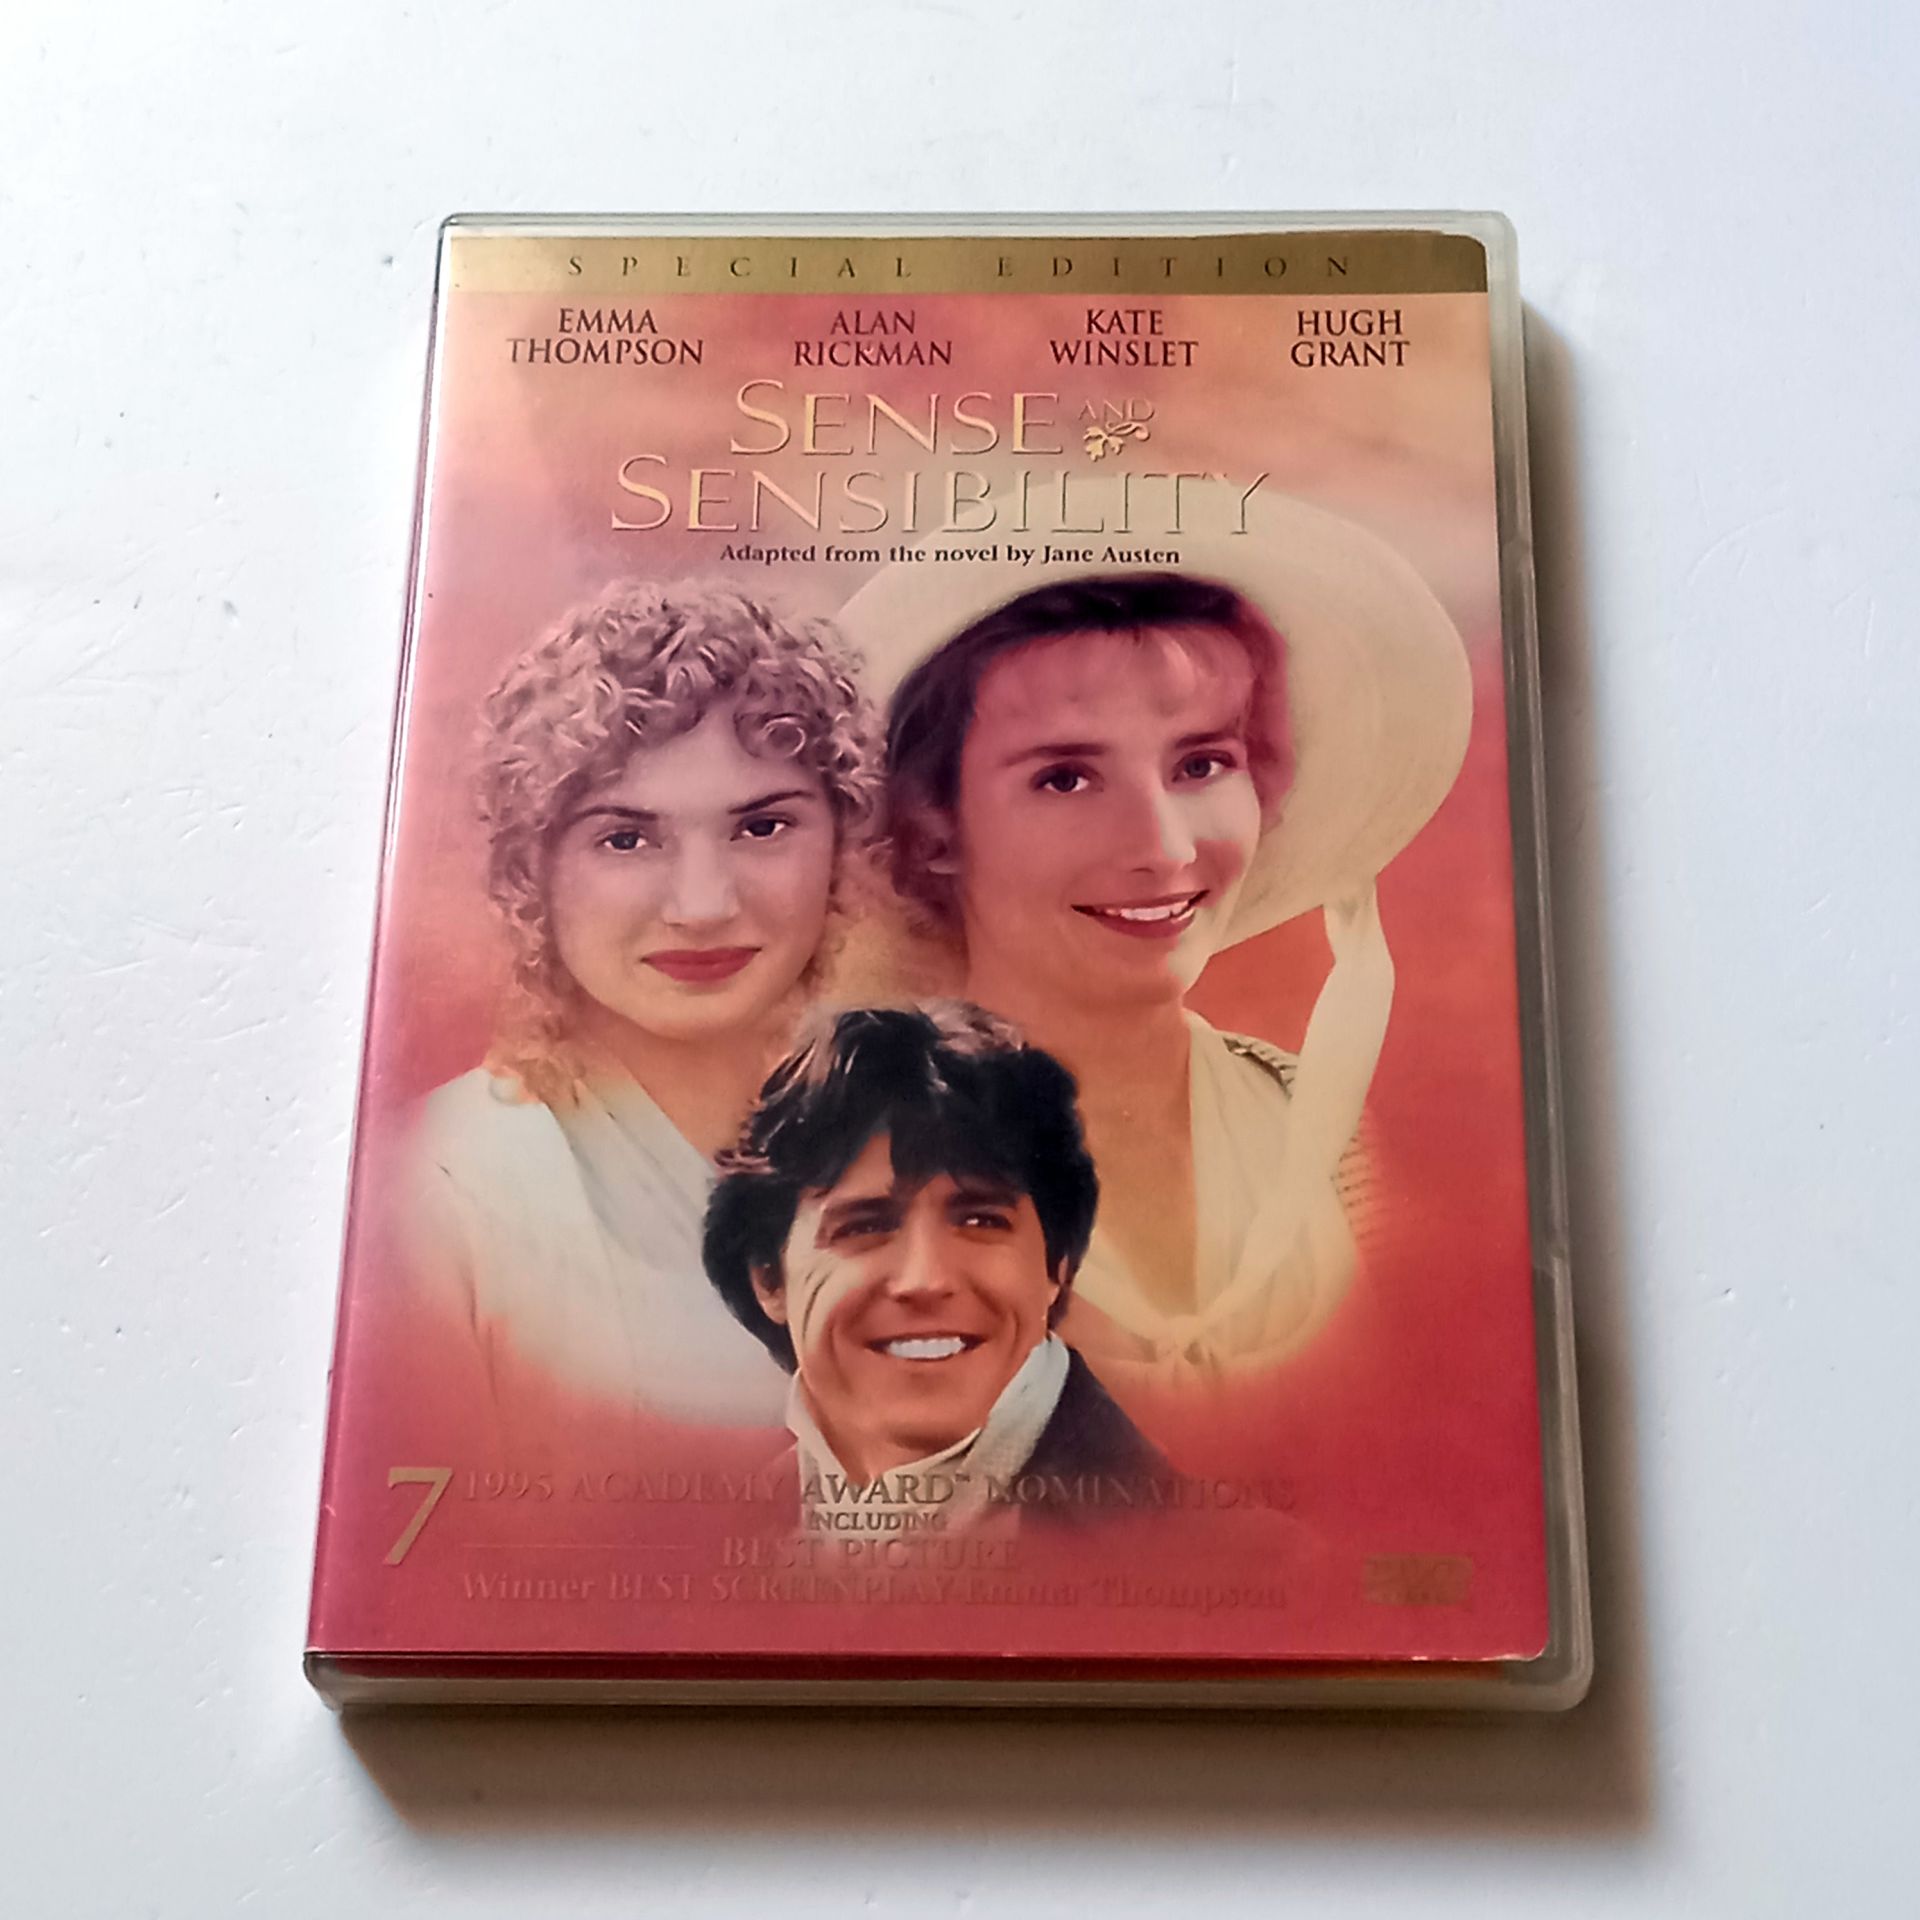 SPECIAL EDITION
EMMA THOMPSON
ALAN RICKMAN
KATE WINSLET
HUGH GRANT
SENSE AND
SENSIBILITY
Adapted from the novel by Jane Austen
7 1995 ACADEMY AWARD™ NOMINATIONS
INCLUDING
BEST PICTURE
Winner BEST SCREENPLAY-Emma Thompson